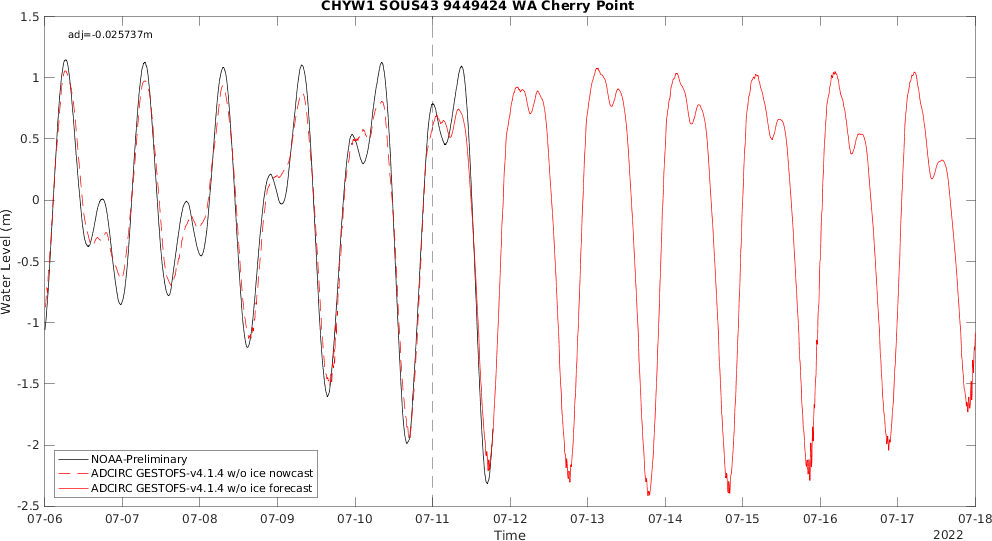 CHYW1 SOUS43 9449424 WA Cherry Point
adj=-0.025737m
1.5
1
0.5
0
-0.5
-1
-1.5
-2
-2.5
Water Level (m)
NOAA-Preliminary
ADCIRC GESTOFS-v4.1.4 w/o ice nowcast
ADCIRC GESTOFS-v4.1.4 w/o ice forecast
07-06 07-07 07-08 07-09 07-10 07-11 07-12 07-13 07-14 07-15 07-16 07-17 07-18
Time
2022